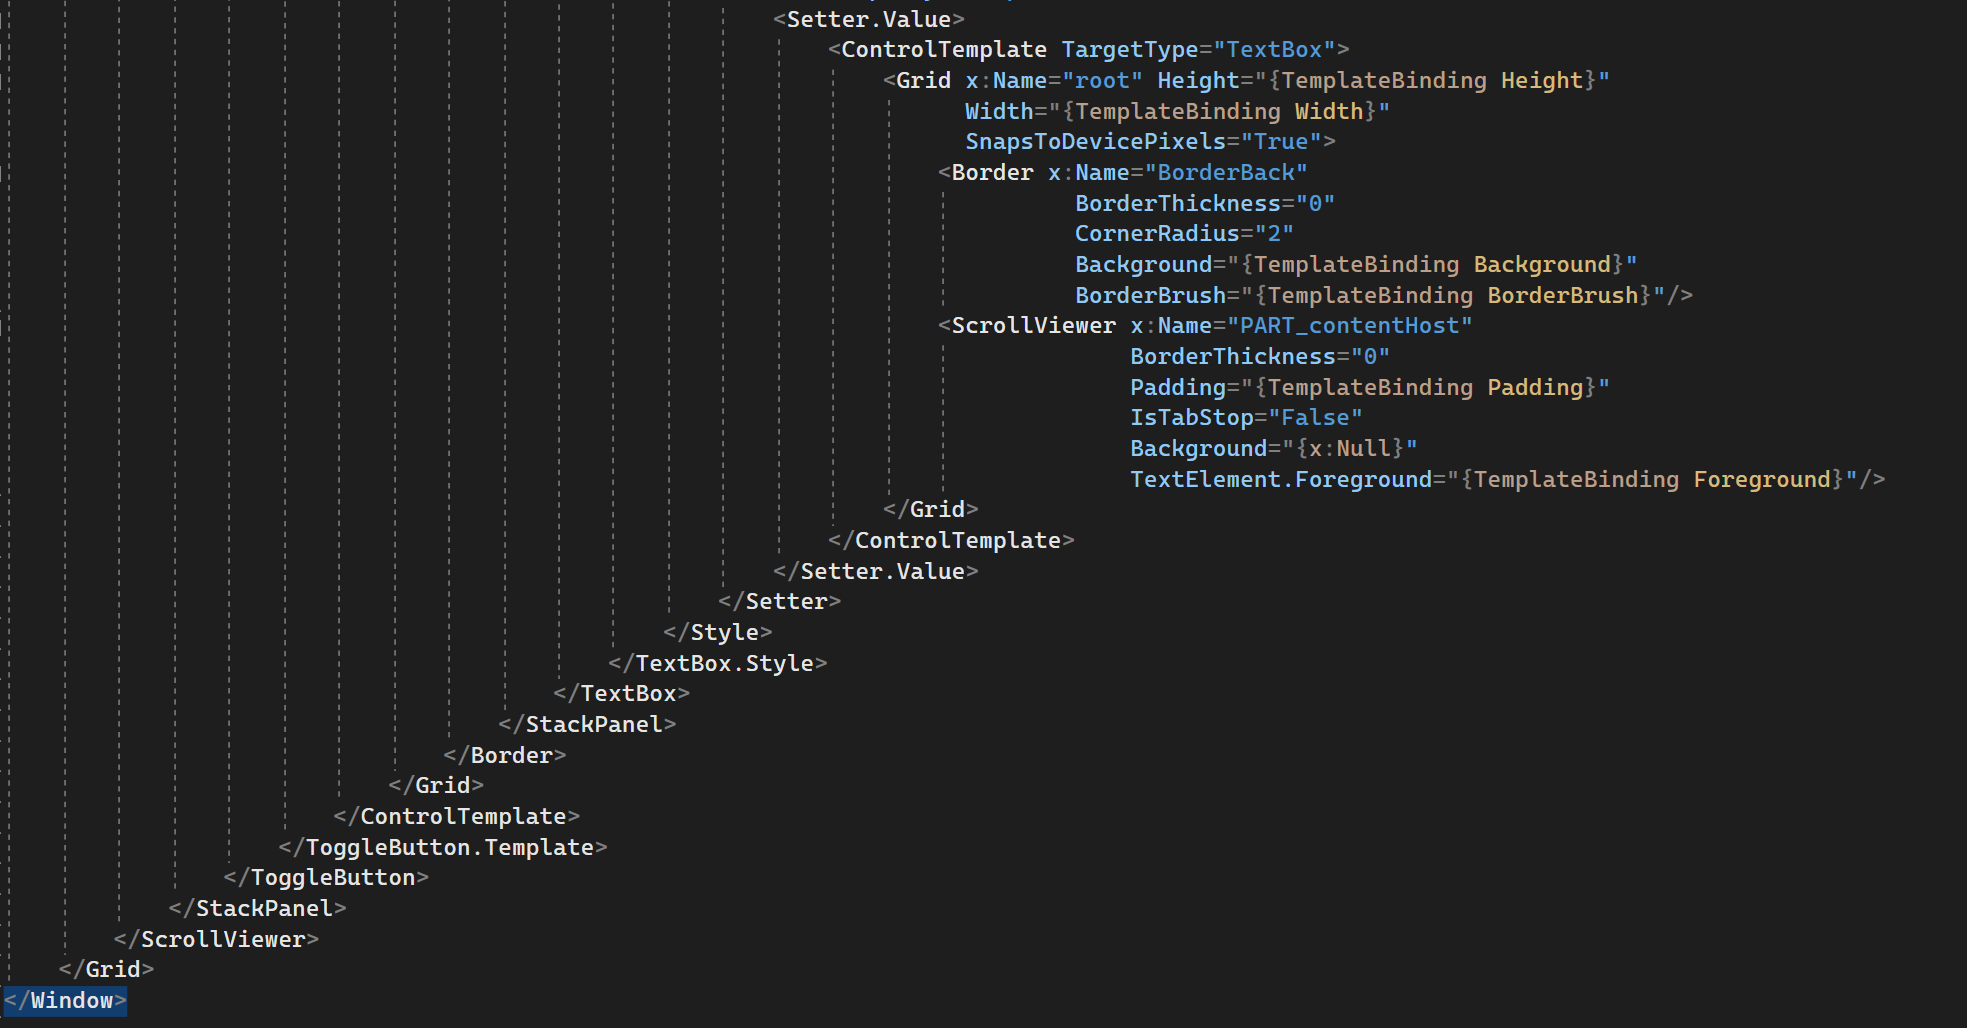 <Setter.Value>
<ControlTemplate TargetType="TextBox">
<Grid x:Name="root" Height="{TemplateBinding Height}"
Width="{TemplateBinding Width}"
SnapsToDevicePixels="True">
<Border x:Name="BorderBack"
BorderThickness="0"
CornerRadius="2"
Background="{TemplateBinding Background}"
BorderBrush="{TemplateBinding BorderBrush}"/>
<ScrollViewer x:Name="PART_contentHost"
BorderThickness="0"
Padding="{TemplateBinding Padding}"
IsTabStop="False"
Background="{x:Null}"
TextElement.Foreground="{TemplateBinding Foreground}"/>
</Grid>
</ControlTemplate>
</Setter.Value>
</Setter>
</Style>
</TextBox.Style>
</TextBox>
</StackPanel>
</Border>
</Grid>
</ControlTemplate>
</ToggleButton.Template>
</ToggleButton>
</StackPanel>
</ScrollViewer>
</Grid>
</Window>